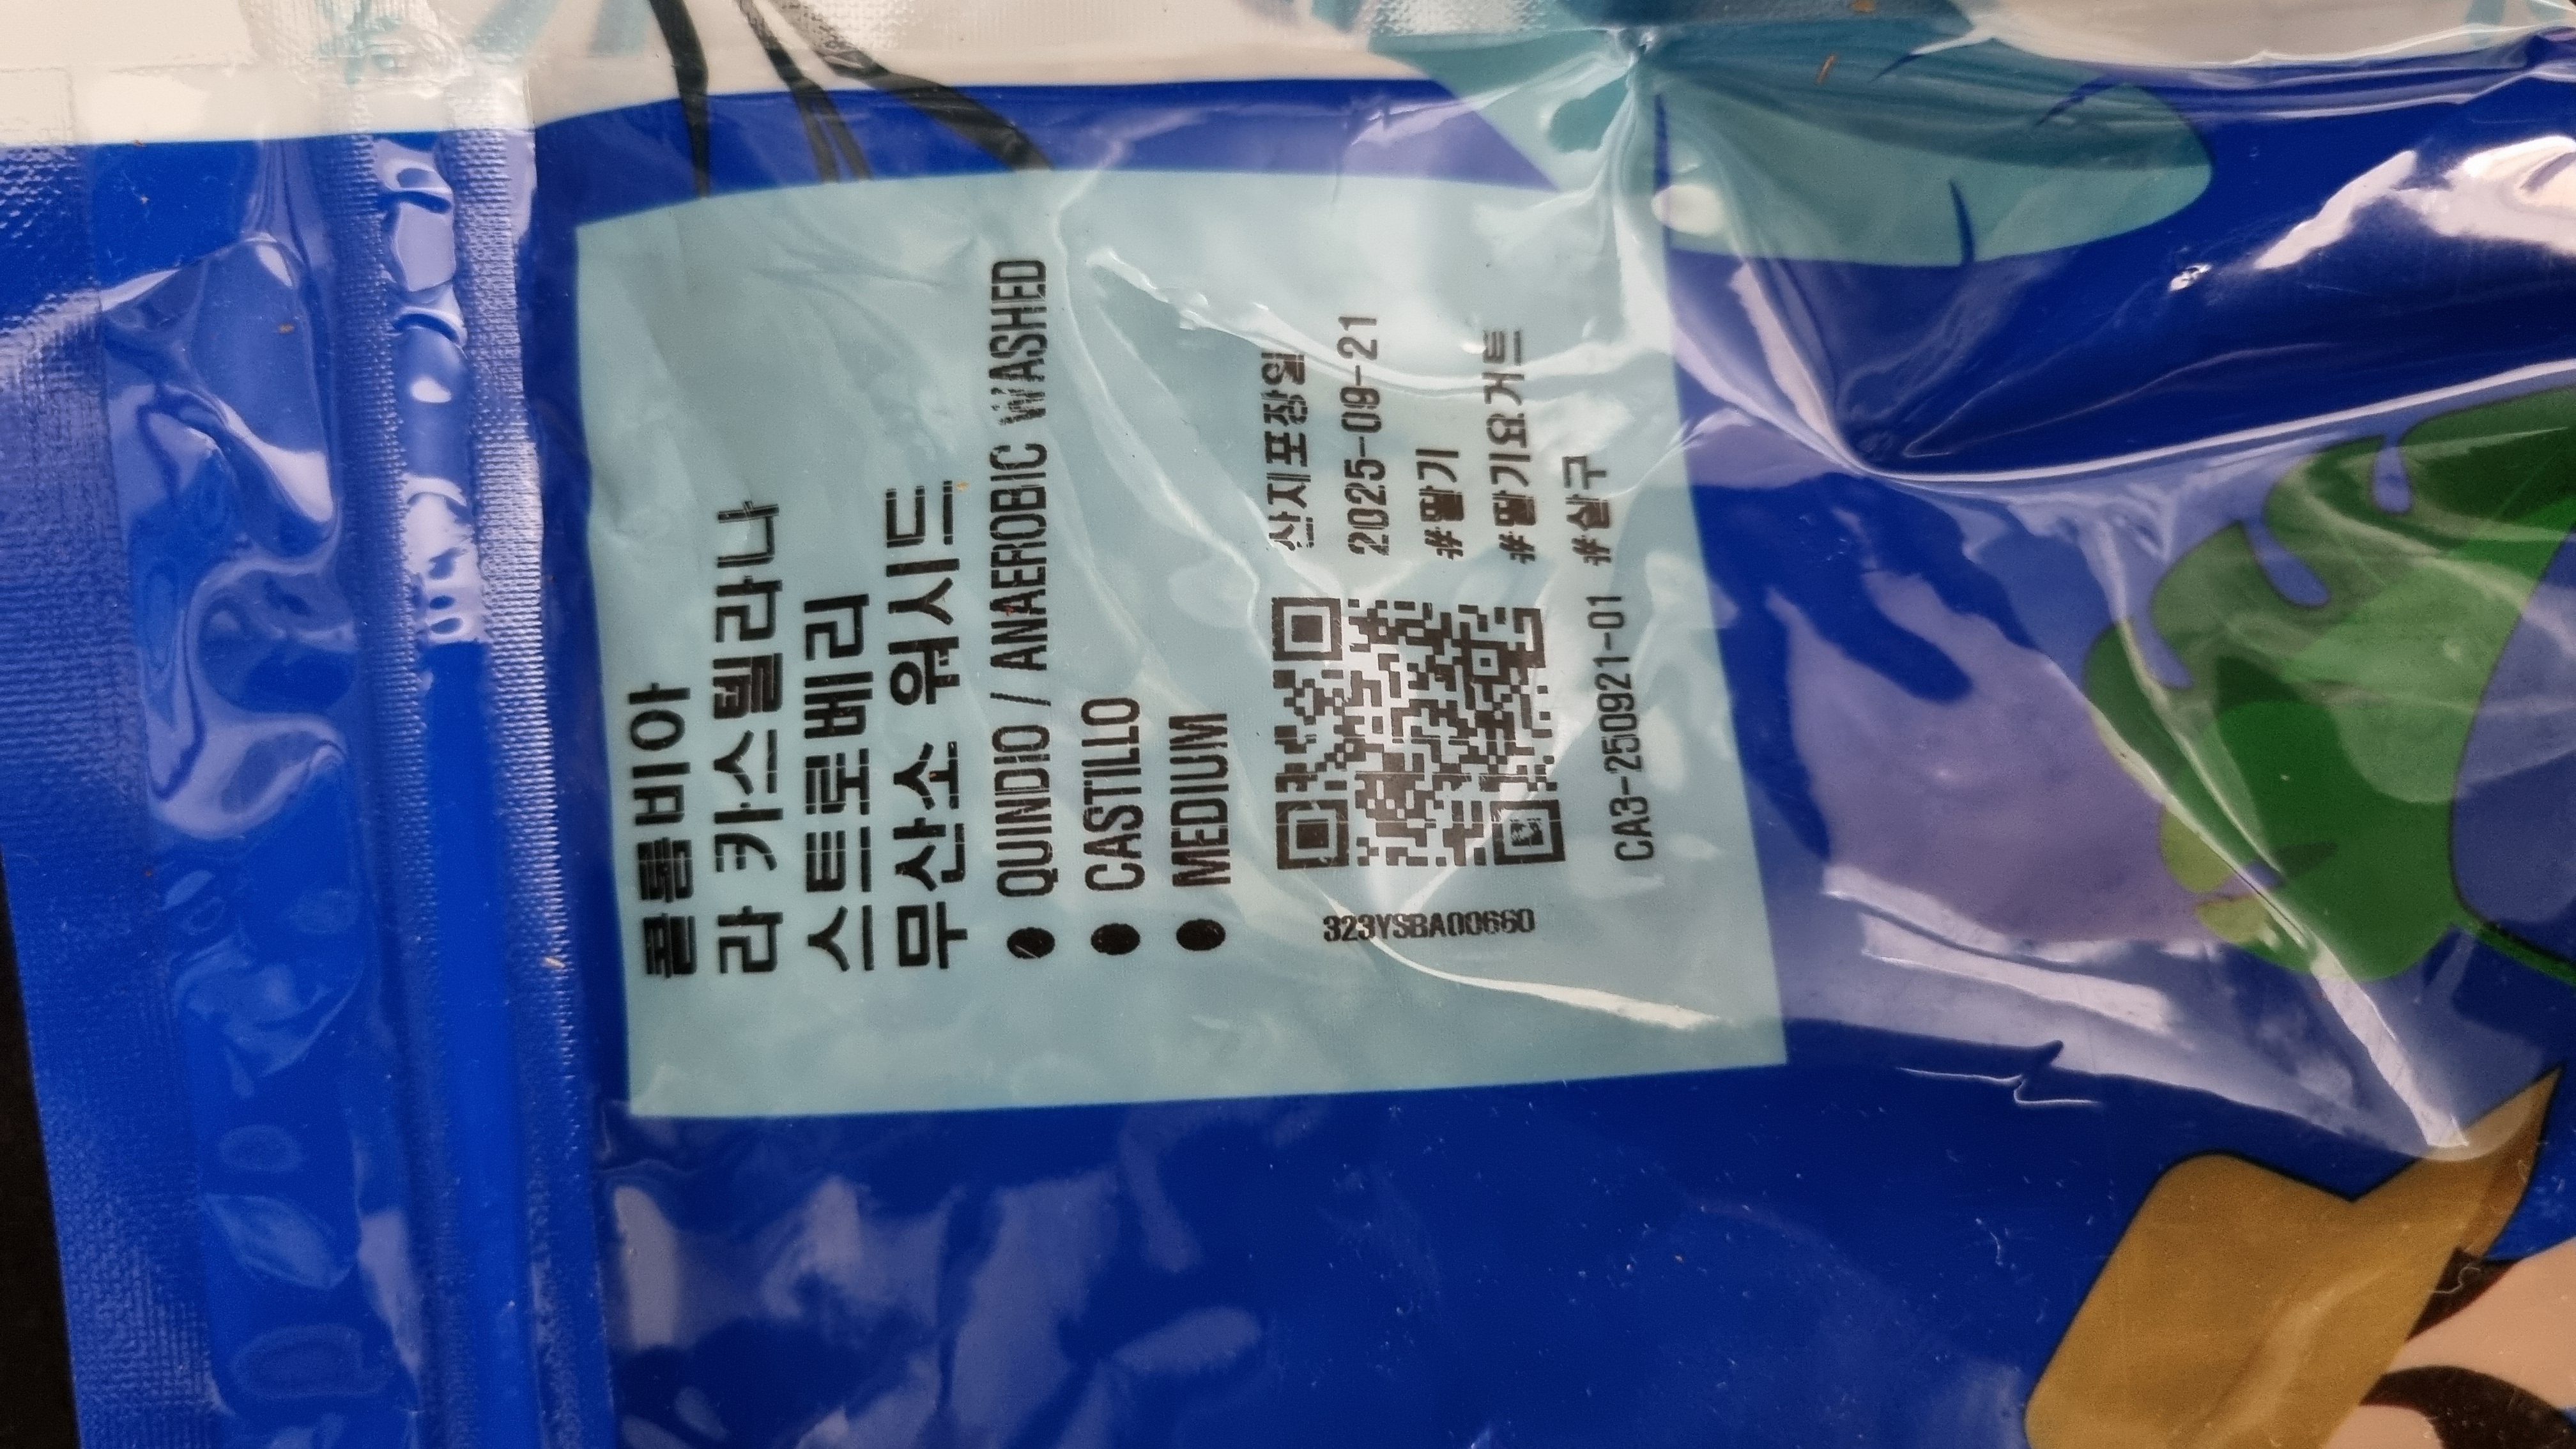 콜롬비아
라 카스텔라나
스트로베리
무산소 워시드
QUINDIO / ANAEROBIC WASHED
CASTILLO
MEDIUM
산지포장일
2025-09-21
#딸기
#딸기요거트
#살구
323YSBA00660
CA3-250921-01